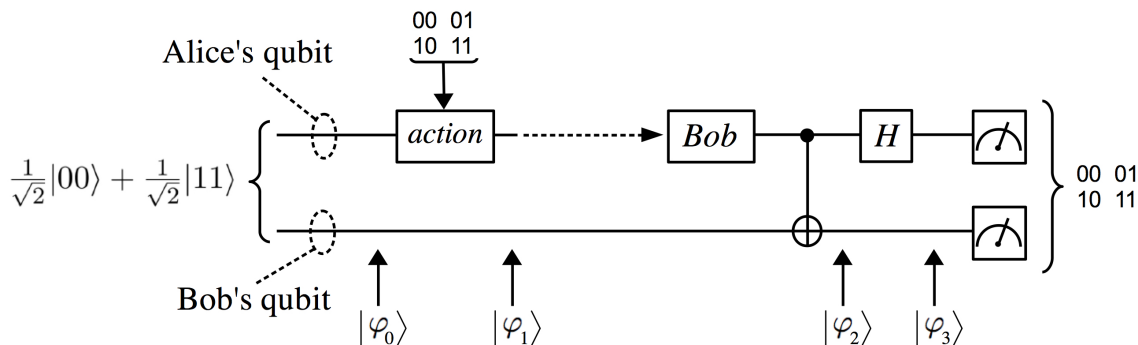 00 01
10 11
Alice's qubit
action
Bob
H
1/√2|00⟩ + 1/√2|11⟩
00 01
10 11
Bob's qubit
|φ₀⟩
|φ₁⟩
|φ₂⟩
|φ₃⟩